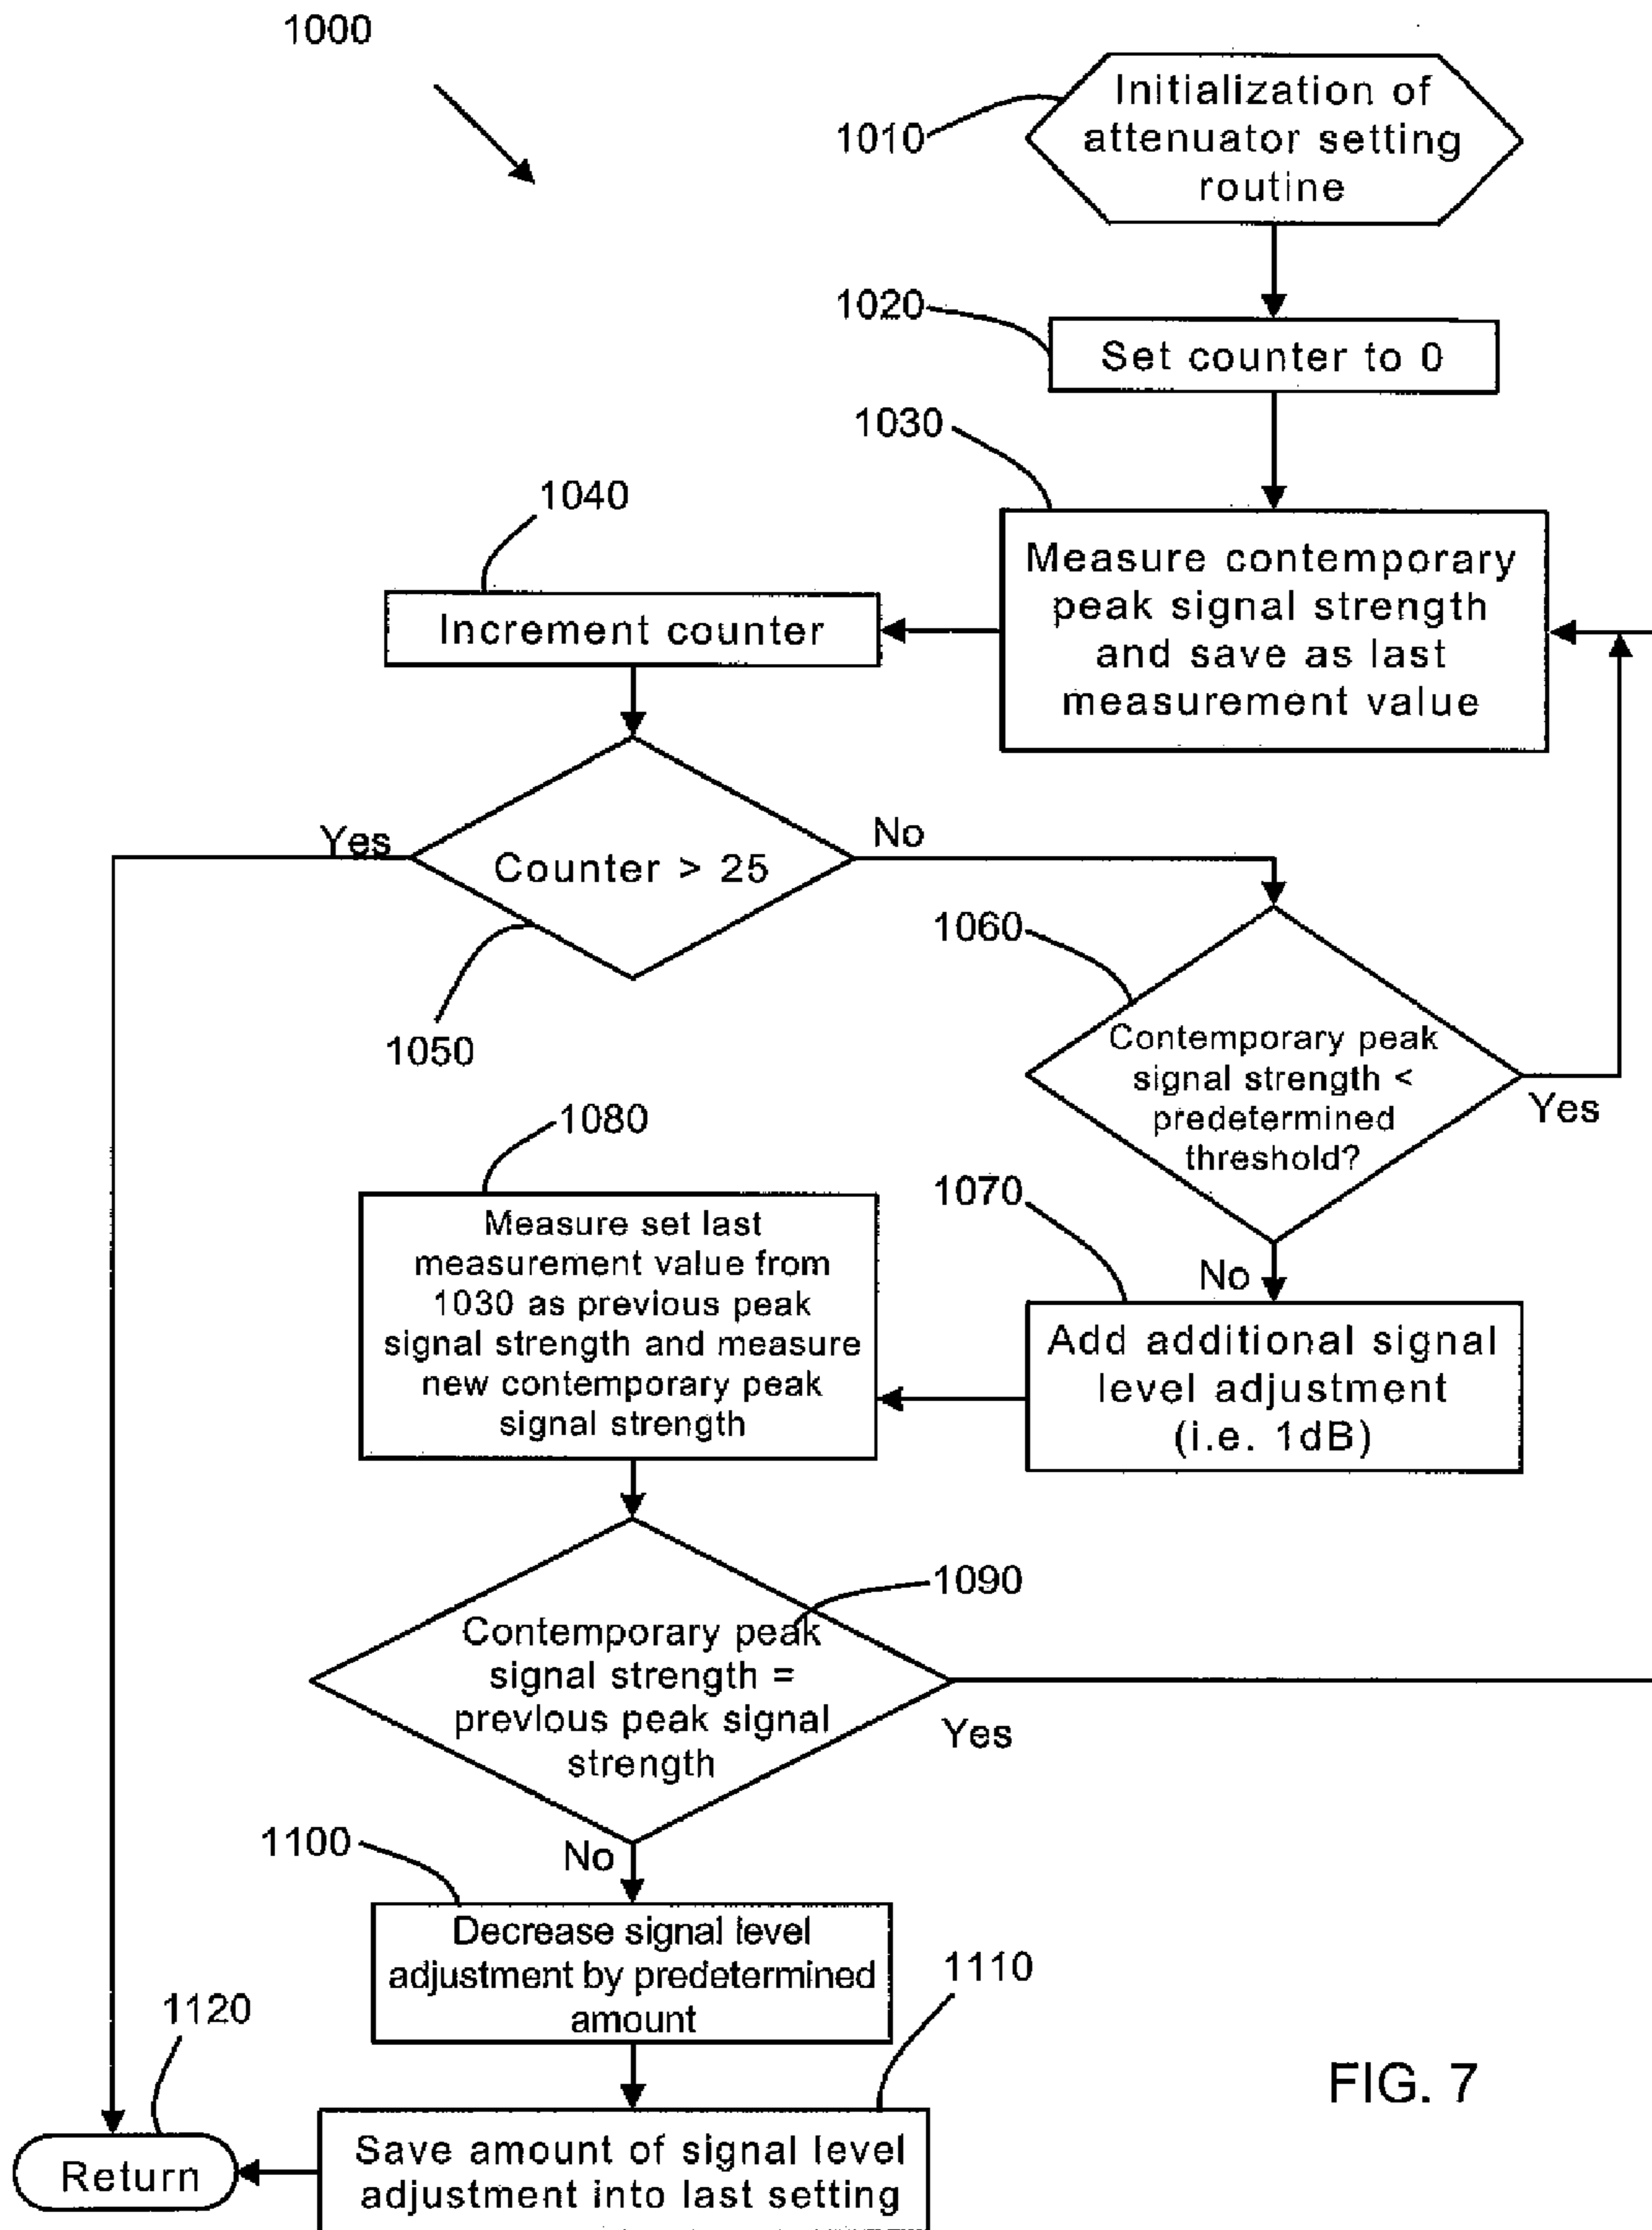 1000
Initialization of
attenuator setting
routine
1010
1020
Set counter to 0
1030
Measure contemporary
peak signal strength
and save as last
measurement value
1040
Increment counter
Yes
Counter > 25
No
1050
1060
Contemporary peak
signal strength <
predetermined
threshold?
Yes
No
1070
Add additional signal
level adjustment
(i.e. 1dB)
1080
Measure set last
measurement value from
1030 as previous peak
signal strength and measure
new contemporary peak
signal strength
1090
Contemporary peak
signal strength =
previous peak signal
strength
Yes
No
1100
Decrease signal level
adjustment by predetermined
amount
1110
Save amount of signal level
adjustment into last setting
1120
Return
FIG. 7